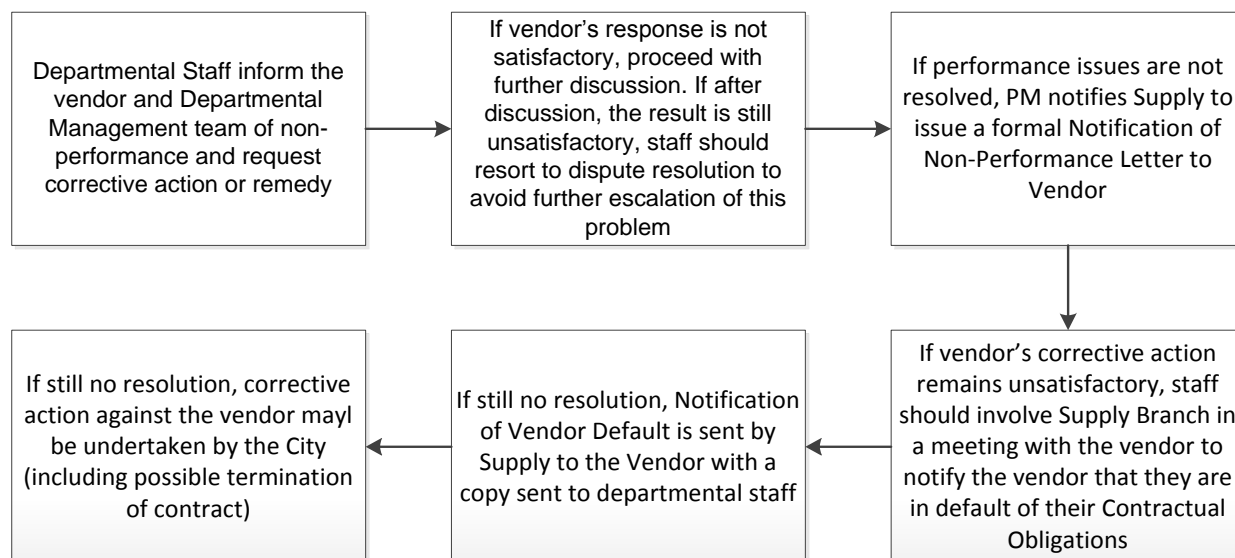 Departmental Staff inform the
vendor and Departmental
Management team of non-
performance and request
corrective action or remedy
If vendor’s response is not
satisfactory, proceed with
further discussion. If after
discussion, the result is still
unsatisfactory, staff should
resort to dispute resolution to
avoid further escalation of this
problem
If performance issues are not
resolved, PM notifies Supply to
issue a formal Notification of
Non-Performance Letter to
Vendor
If vendor’s corrective action
remains unsatisfactory, staff
should involve Supply Branch in
a meeting with the vendor to
notify the vendor that they are
in default of their Contractual
Obligations
If still no resolution, Notification
of Vendor Default is sent by
Supply to the Vendor with a
copy sent to departmental staff
If still no resolution, corrective
action against the vendor mayl
be undertaken by the City
(including possible termination
of contract)